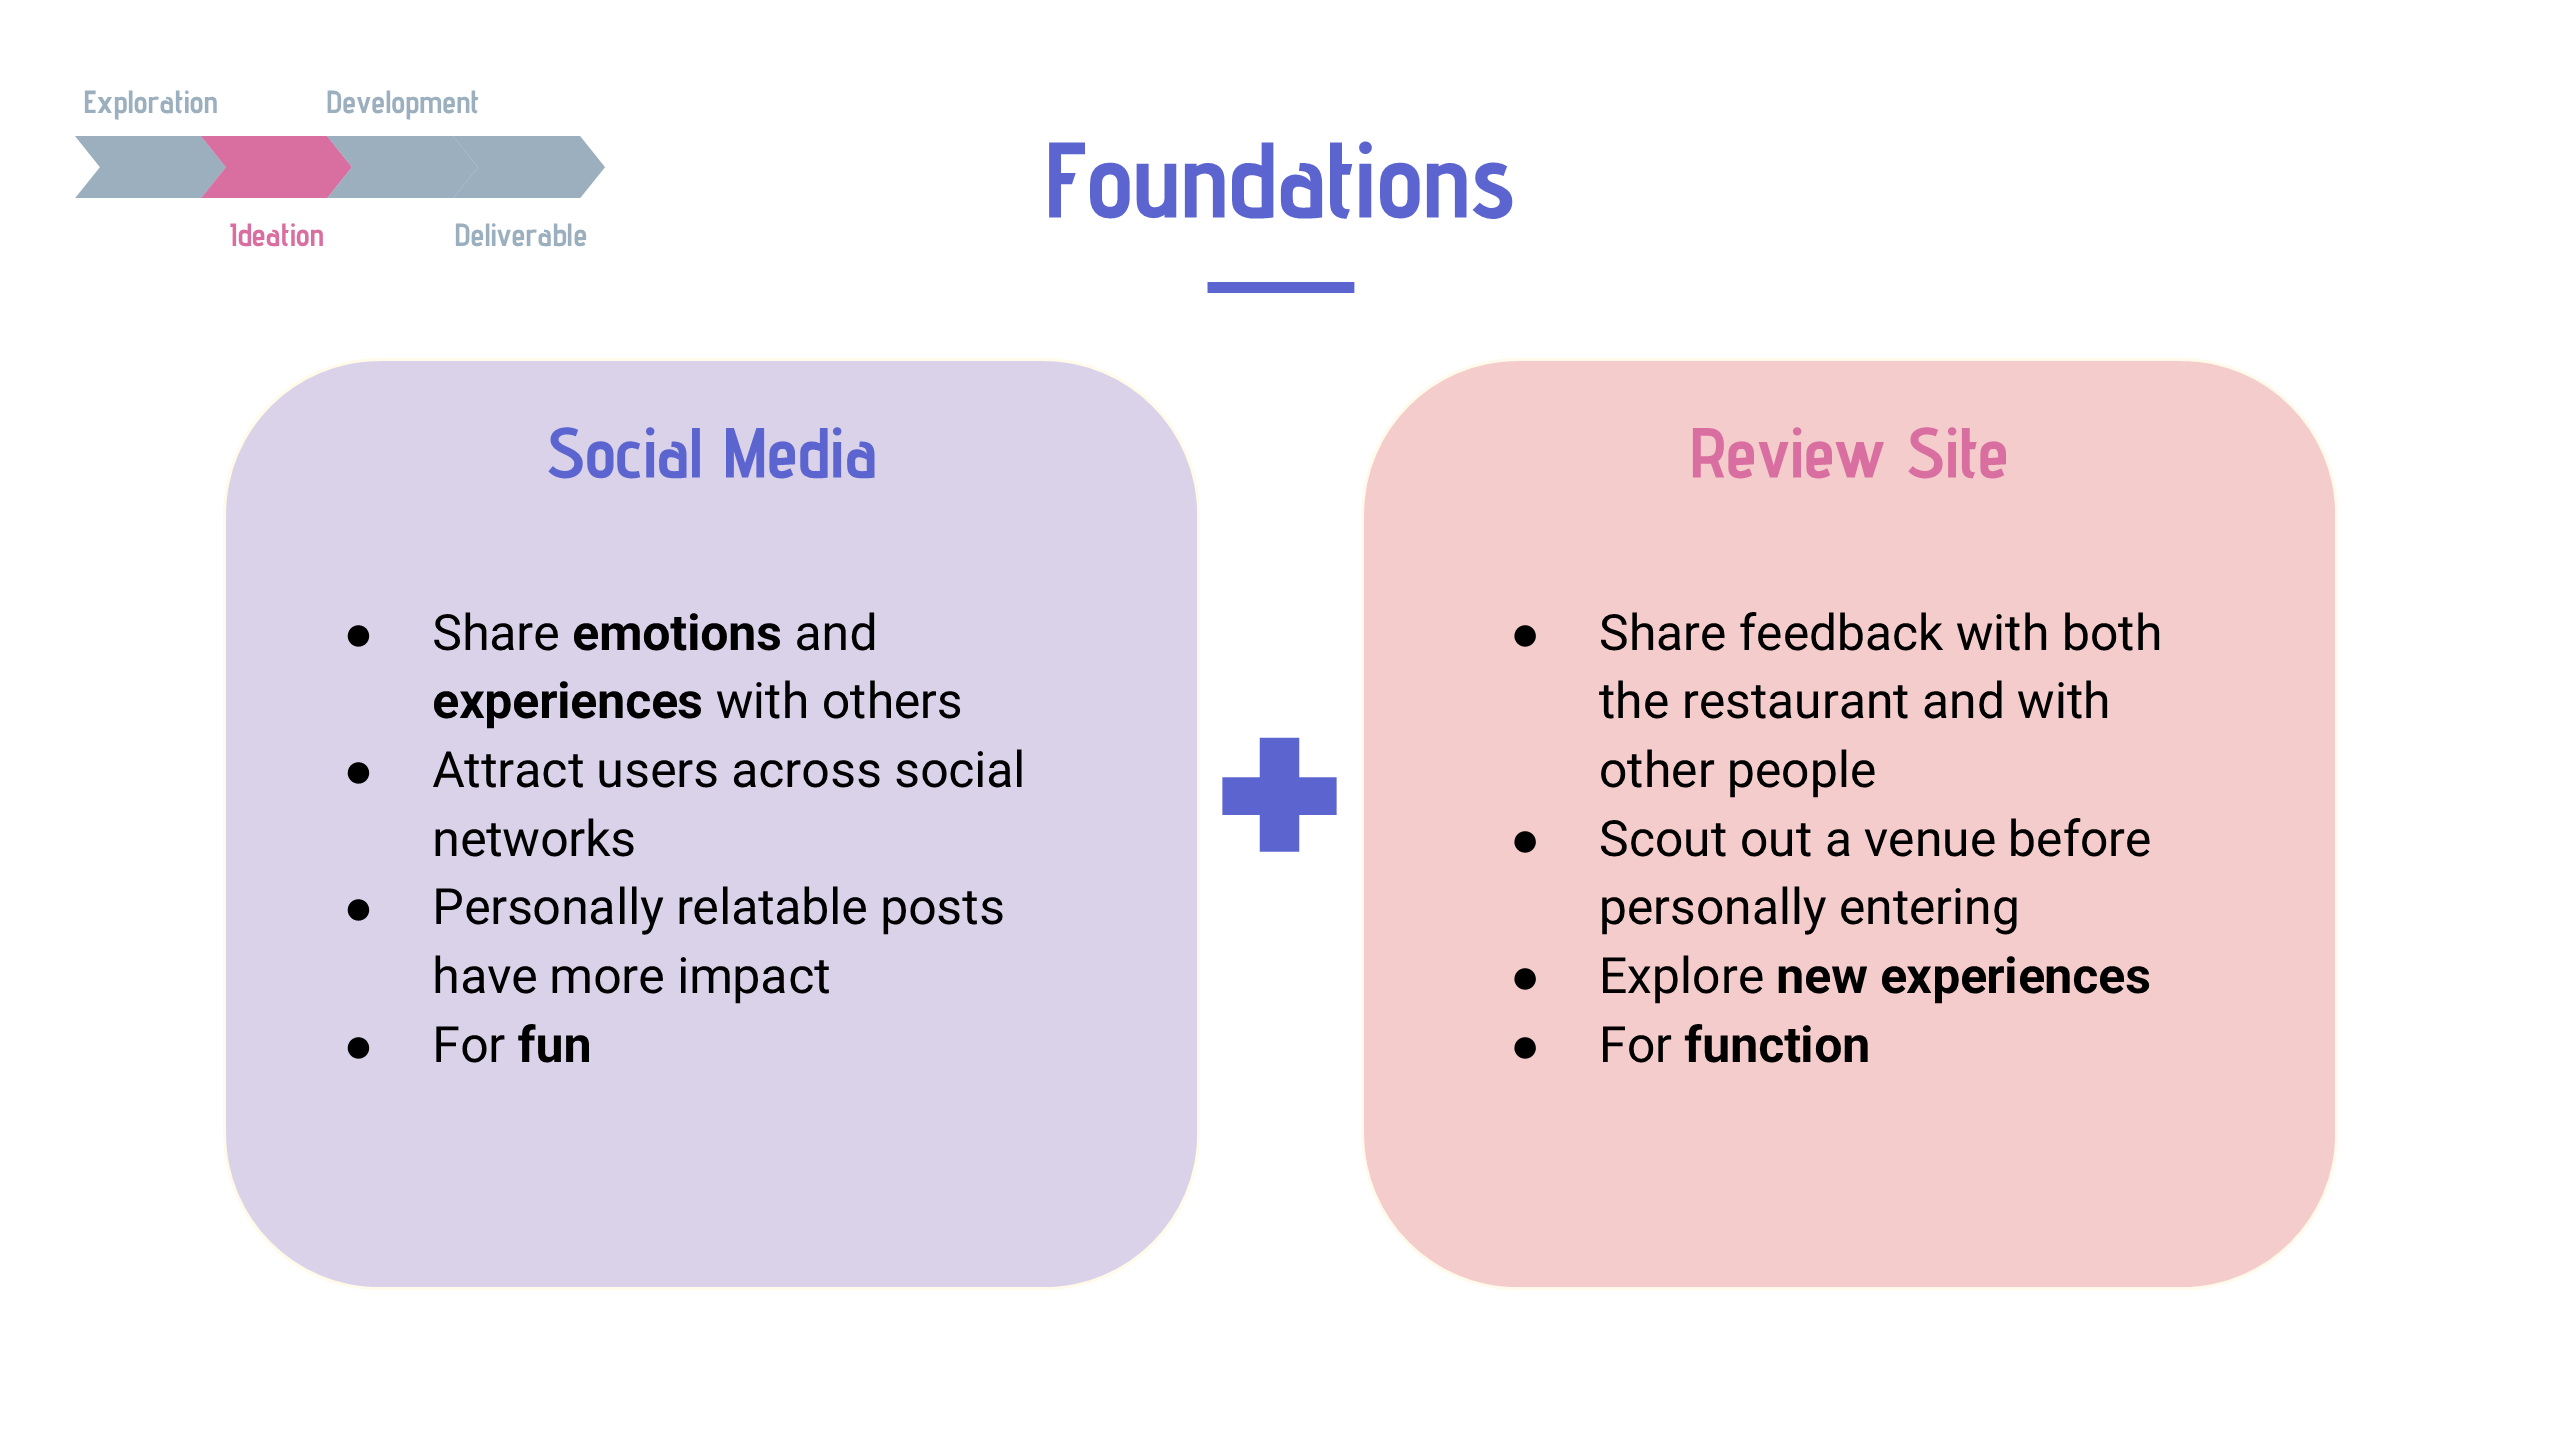 Exploration
Development
Ideation
Deliverable
Foundations
Social Media
● Share emotions and
experiences with others
● Attract users across social
networks
● Personally relatable posts
have more impact
● For fun
Review Site
● Share feedback with both
the restaurant and with
other people
● Scout out a venue before
personally entering
● Explore new experiences
● For function